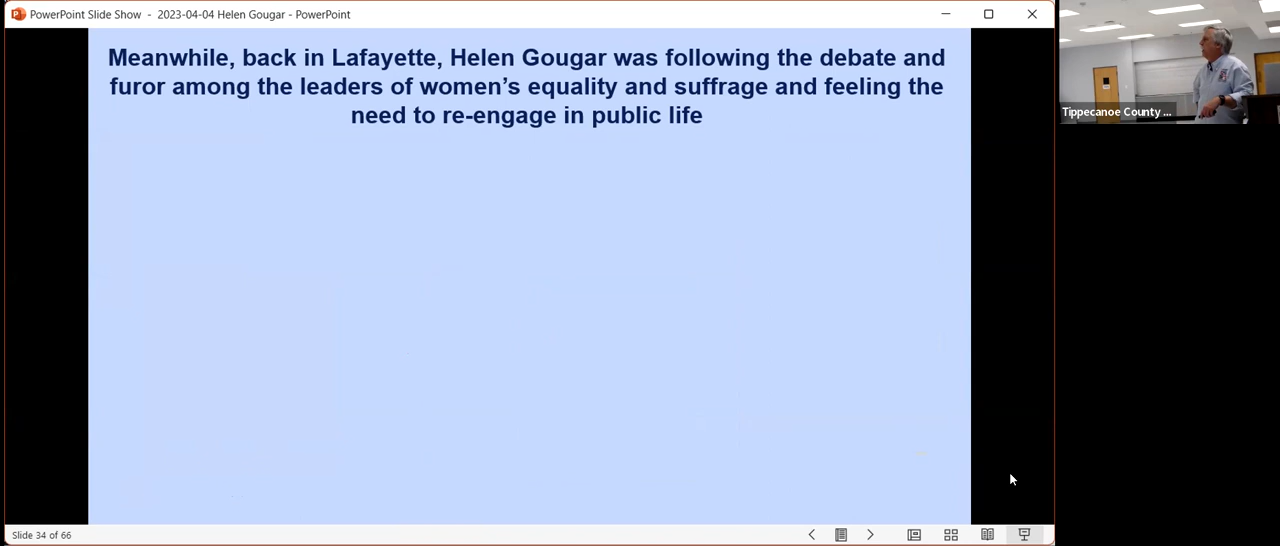 PowerPoint Slide Show - 2023-04-04 Helen Gougar - PowerPoint
Meanwhile, back in Lafayette, Helen Gougar was following the debate and
furor among the leaders of women’s equality and suffrage and feeling the
need to re-engage in public life
Tippecanoe County ...
Slide 34 of 66